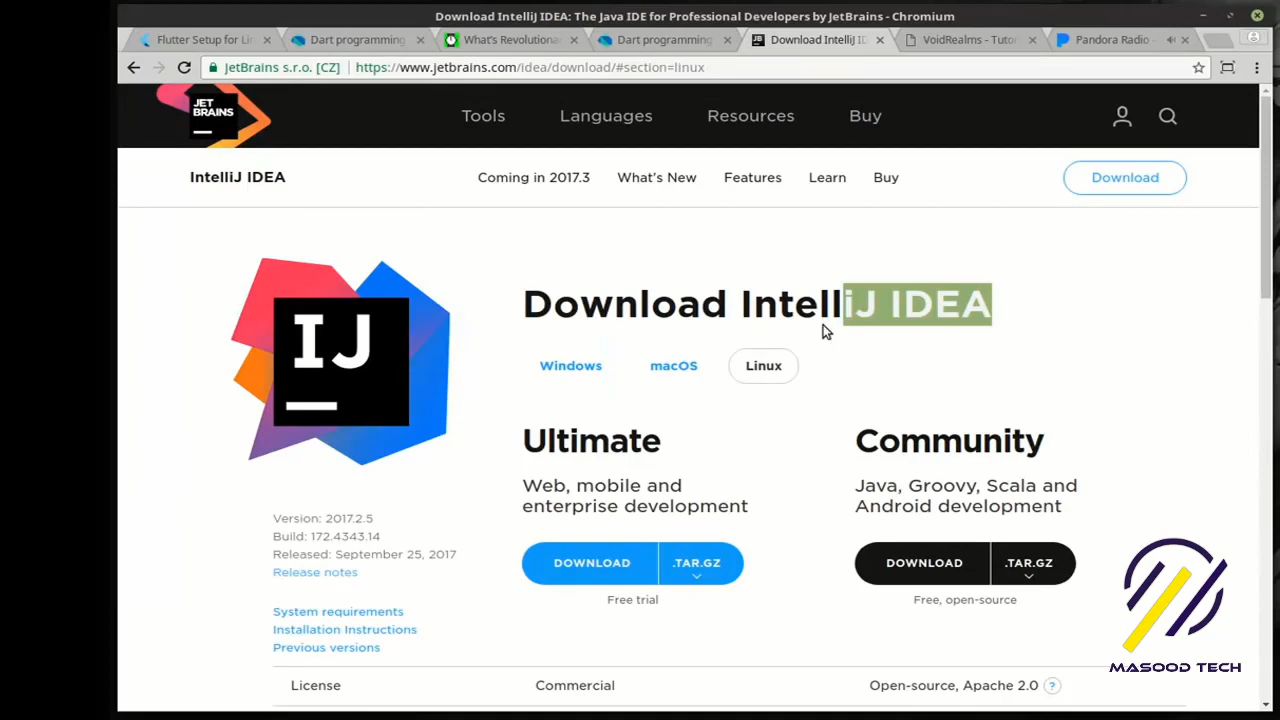 Download IntelliJ IDEA: The Java IDE for Professional Developers by JetBrains - Chromium
Flutter Setup for Li
Dart programming
What's Revolutiona
Dart programming
Download IntelliJ I
VoidRealms - Tuto
Pandora Radio
JetBrains s.r.o. [CZ]
https://www.jetbrains.com/idea/download/#section=linux
JET
BRAINS
Tools
Languages
Resources
Buy
IntelliJ IDEA
Coming in 2017.3
What's New
Features
Learn
Buy
Download
Download IntelliJ IDEA
Windows
macOS
Linux
IJ
Ultimate
Web, mobile and
enterprise development
DOWNLOAD
.TAR.GZ
Free trial
Community
Java, Groovy, Scala and
Android development
DOWNLOAD
.TAR.GZ
Free, open-source
Version: 2017.2.5
Build: 172.4343.14
Released: September 25, 2017
Release notes
System requirements
Installation Instructions
Previous versions
License
Commercial
Open-source, Apache 2.0 ?
MASOOD TECH